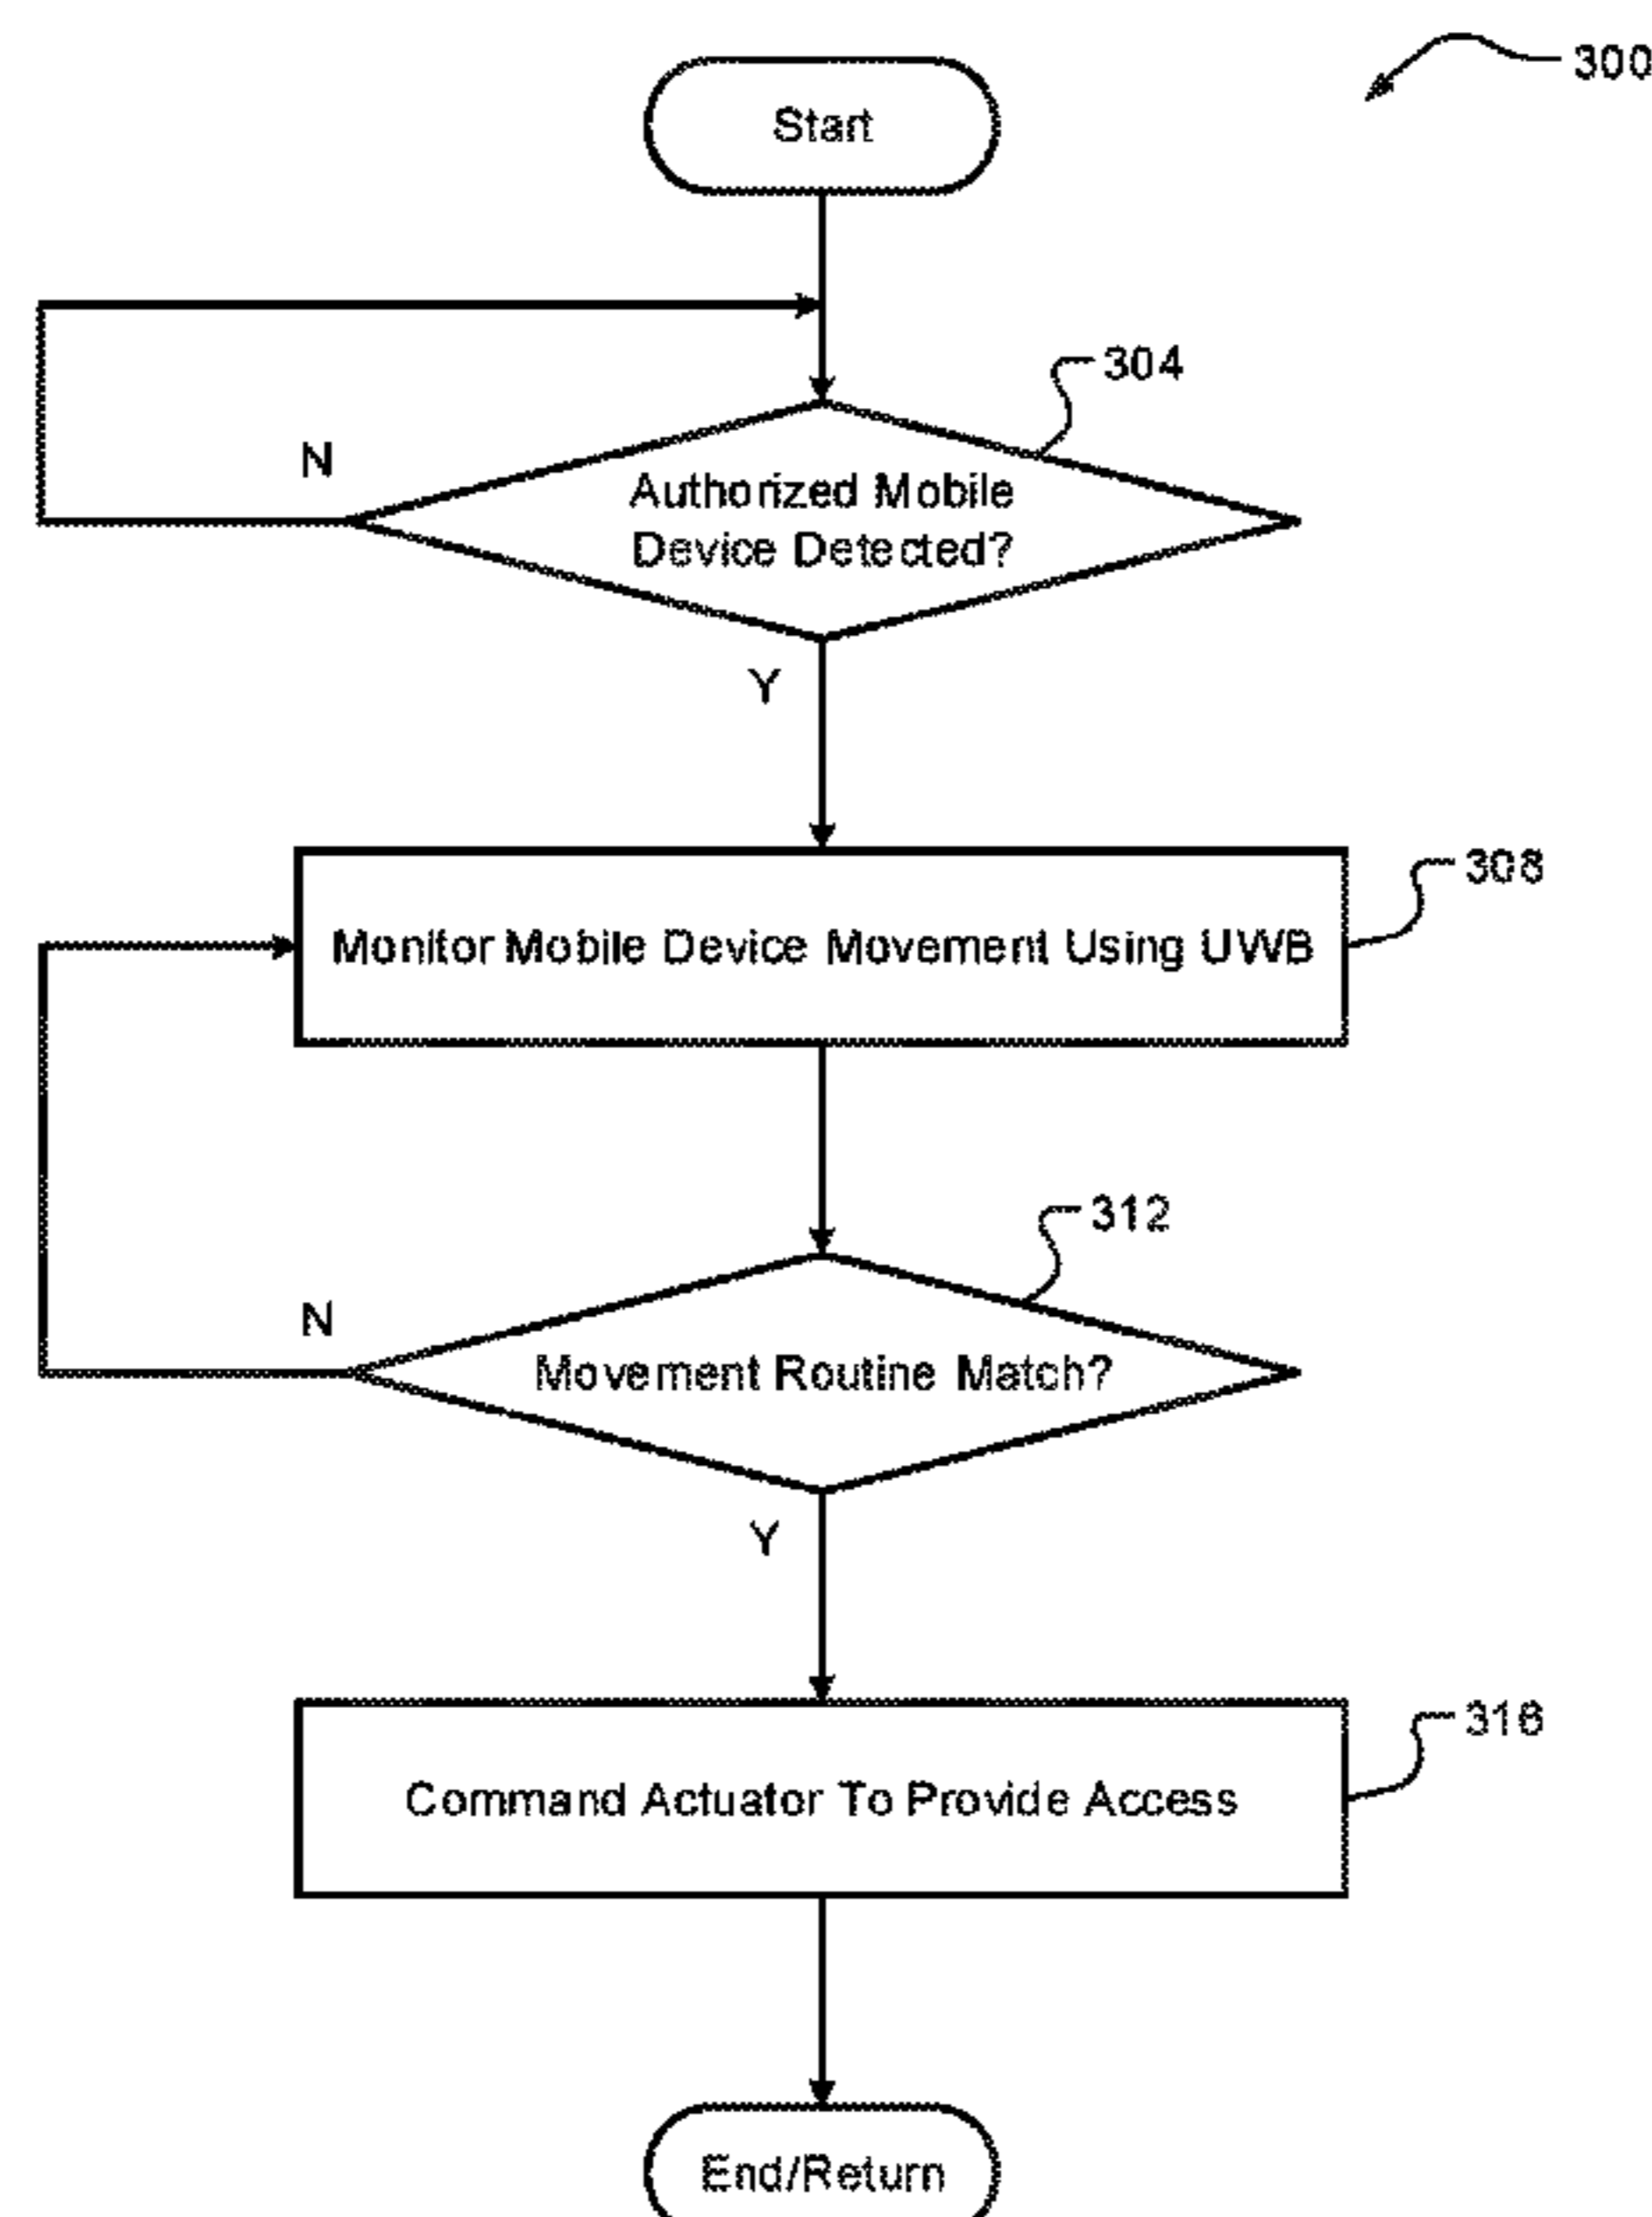 300
Start
304
N
Authorized Mobile
Device Detected?
Y
308
Monitor Mobile Device Movement Using UWB
312
N
Movement Routine Match?
Y
316
Command Actuator To Provide Access
End/Return